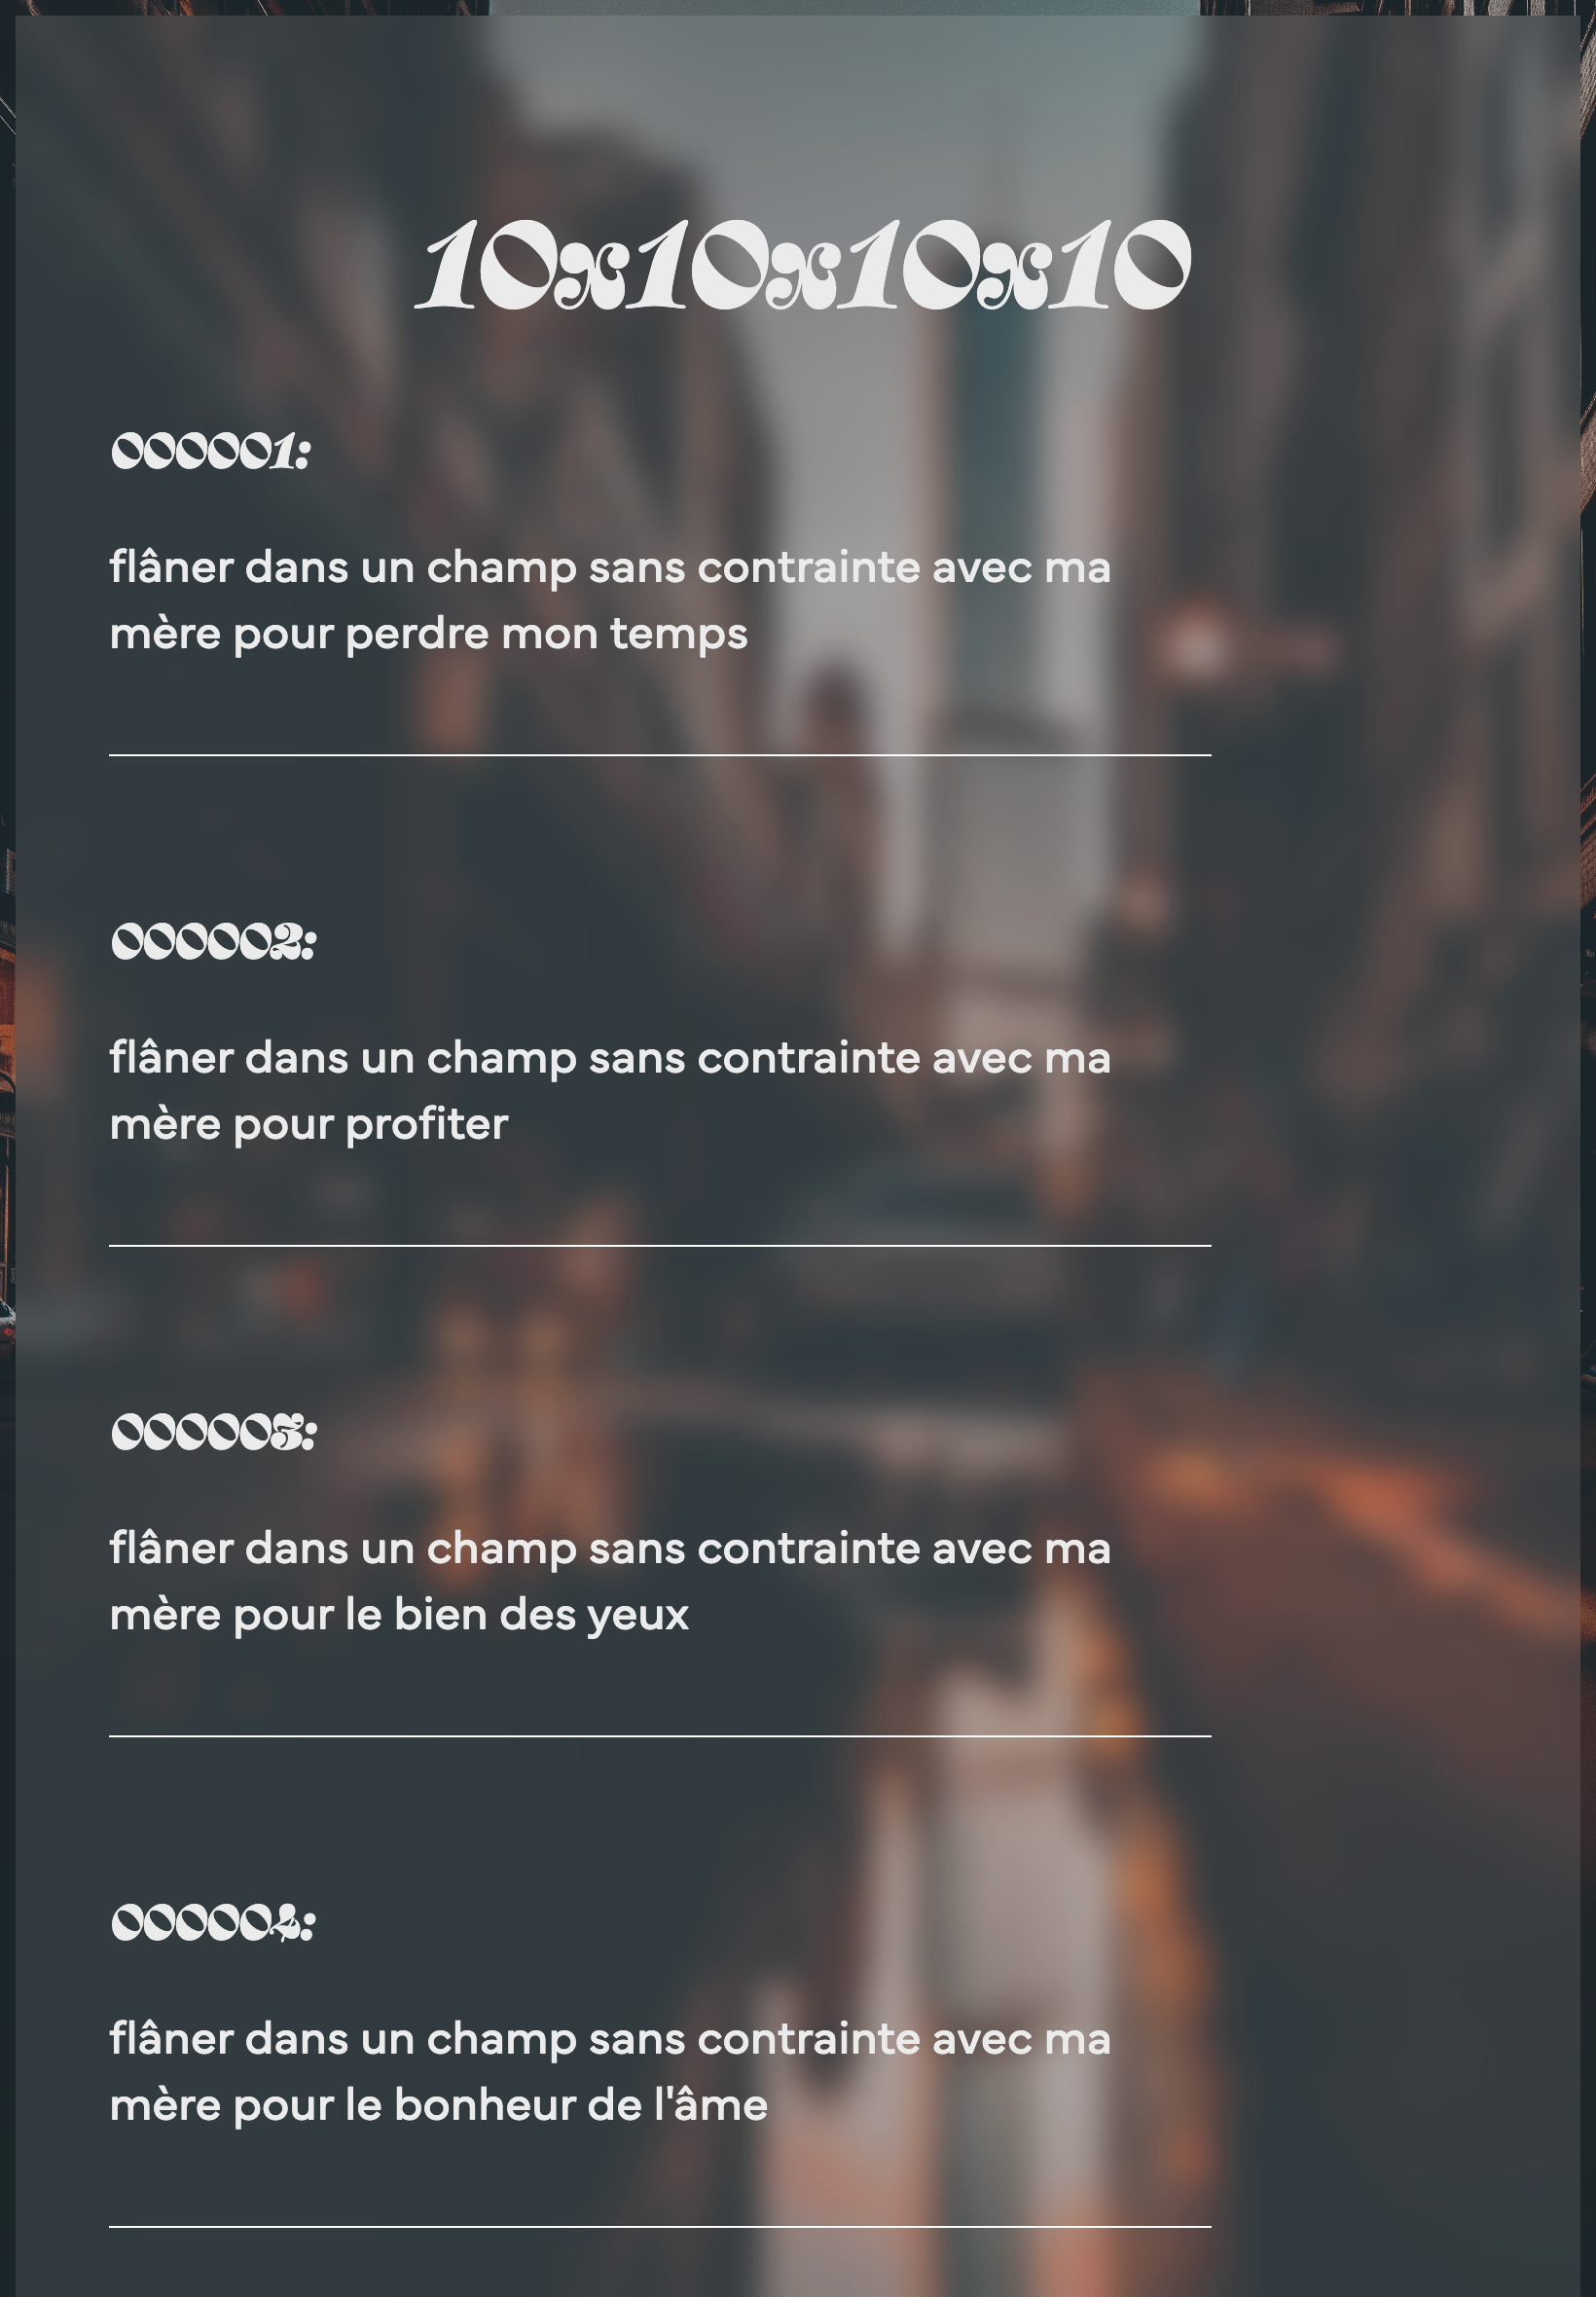 10x10x10x10
000001:
flâner dans un champ sans contrainte avec ma
mère pour perdre mon temps
000002:
flâner dans un champ sans contrainte avec ma
mère pour profiter
000003:
flâner dans un champ sans contrainte avec ma
mère pour le bien des yeux
000004:
flâner dans un champ sans contrainte avec ma
mère pour le bonheur de l'âme